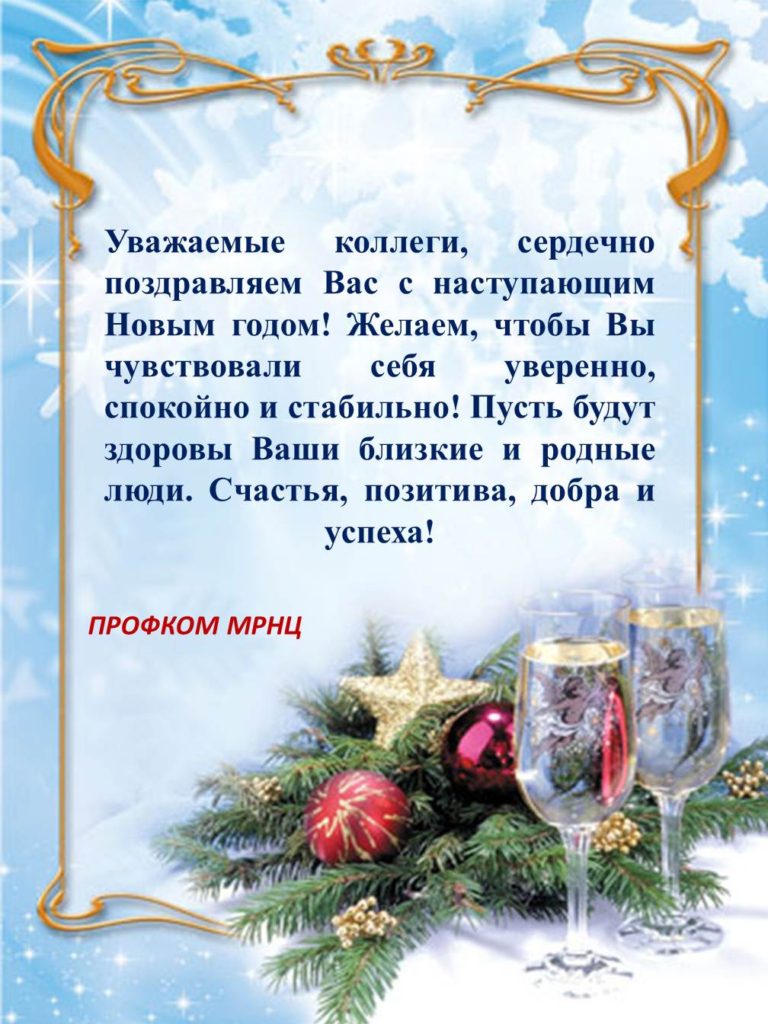 Уважаемые коллеги, сердечно
поздравляем Вас с наступающим
Новым годом! Желаем, чтобы Вы
чувствовали себя уверенно,
спокойно и стабильно! Пусть будут
здоровы Ваши близкие и родные
люди. Счастья, позитива, добра и
успеха!
ПРОФКОМ МРНЦ